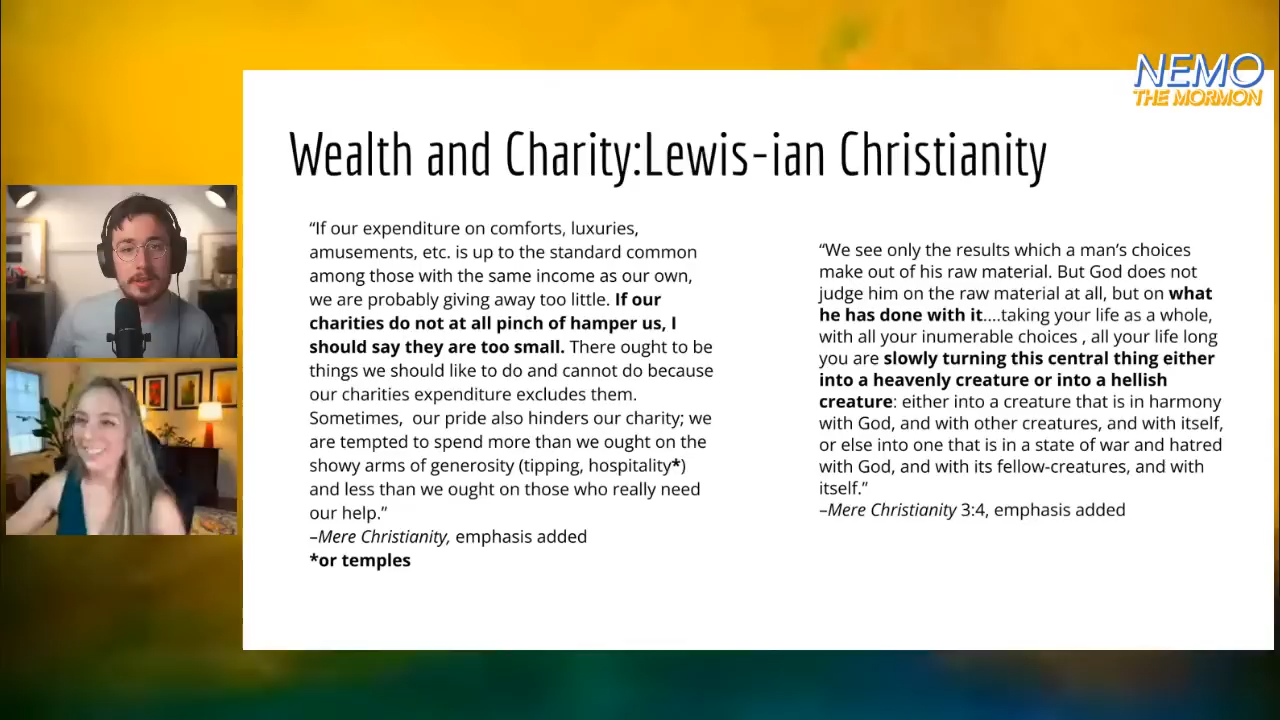 NEMO
THE MORMON
Wealth and Charity:Lewis-ian Christianity
“If our expenditure on comforts, luxuries,
amusements, etc. is up to the standard common
among those with the same income as our own,
we are probably giving away too little. If our
charities do not at all pinch of hamper us, I
should say they are too small. There ought to be
things we should like to do and cannot do because
our charities expenditure excludes them.
Sometimes, our pride also hinders our charity; we
are tempted to spend more than we ought on the
showy arms of generosity (tipping, hospitality*)
and less than we ought on those who really need
our help.”
–Mere Christianity, emphasis added
*or temples
“We see only the results which a man’s choices
make out of his raw material. But God does not
judge him on the raw material at all, but on what
he has done with it....taking your life as a whole,
with all your inumerable choices , all your life long
you are slowly turning this central thing either
into a heavenly creature or into a hellish
creature: either into a creature that is in harmony
with God, and with other creatures, and with itself,
or else into one that is in a state of war and hatred
with God, and with its fellow-creatures, and with
itself.”
–Mere Christianity 3:4, emphasis added